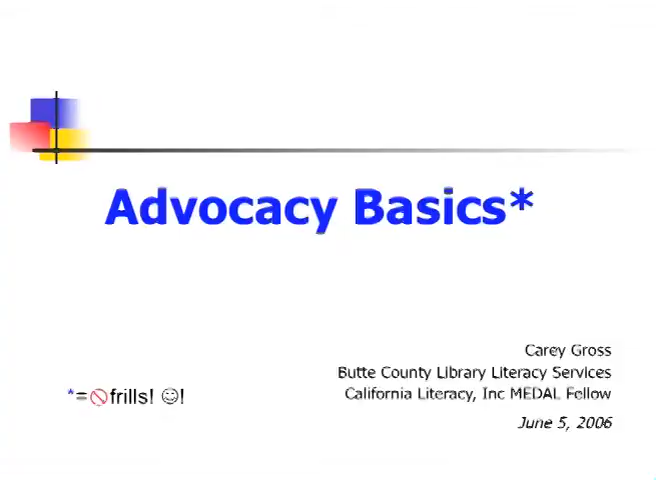 Advocacy Basics*
Carey Gross
Butte County Library Literacy Services
California Literacy, Inc MEDAL Fellow
June 5, 2006
*=🚫frills! ☺!